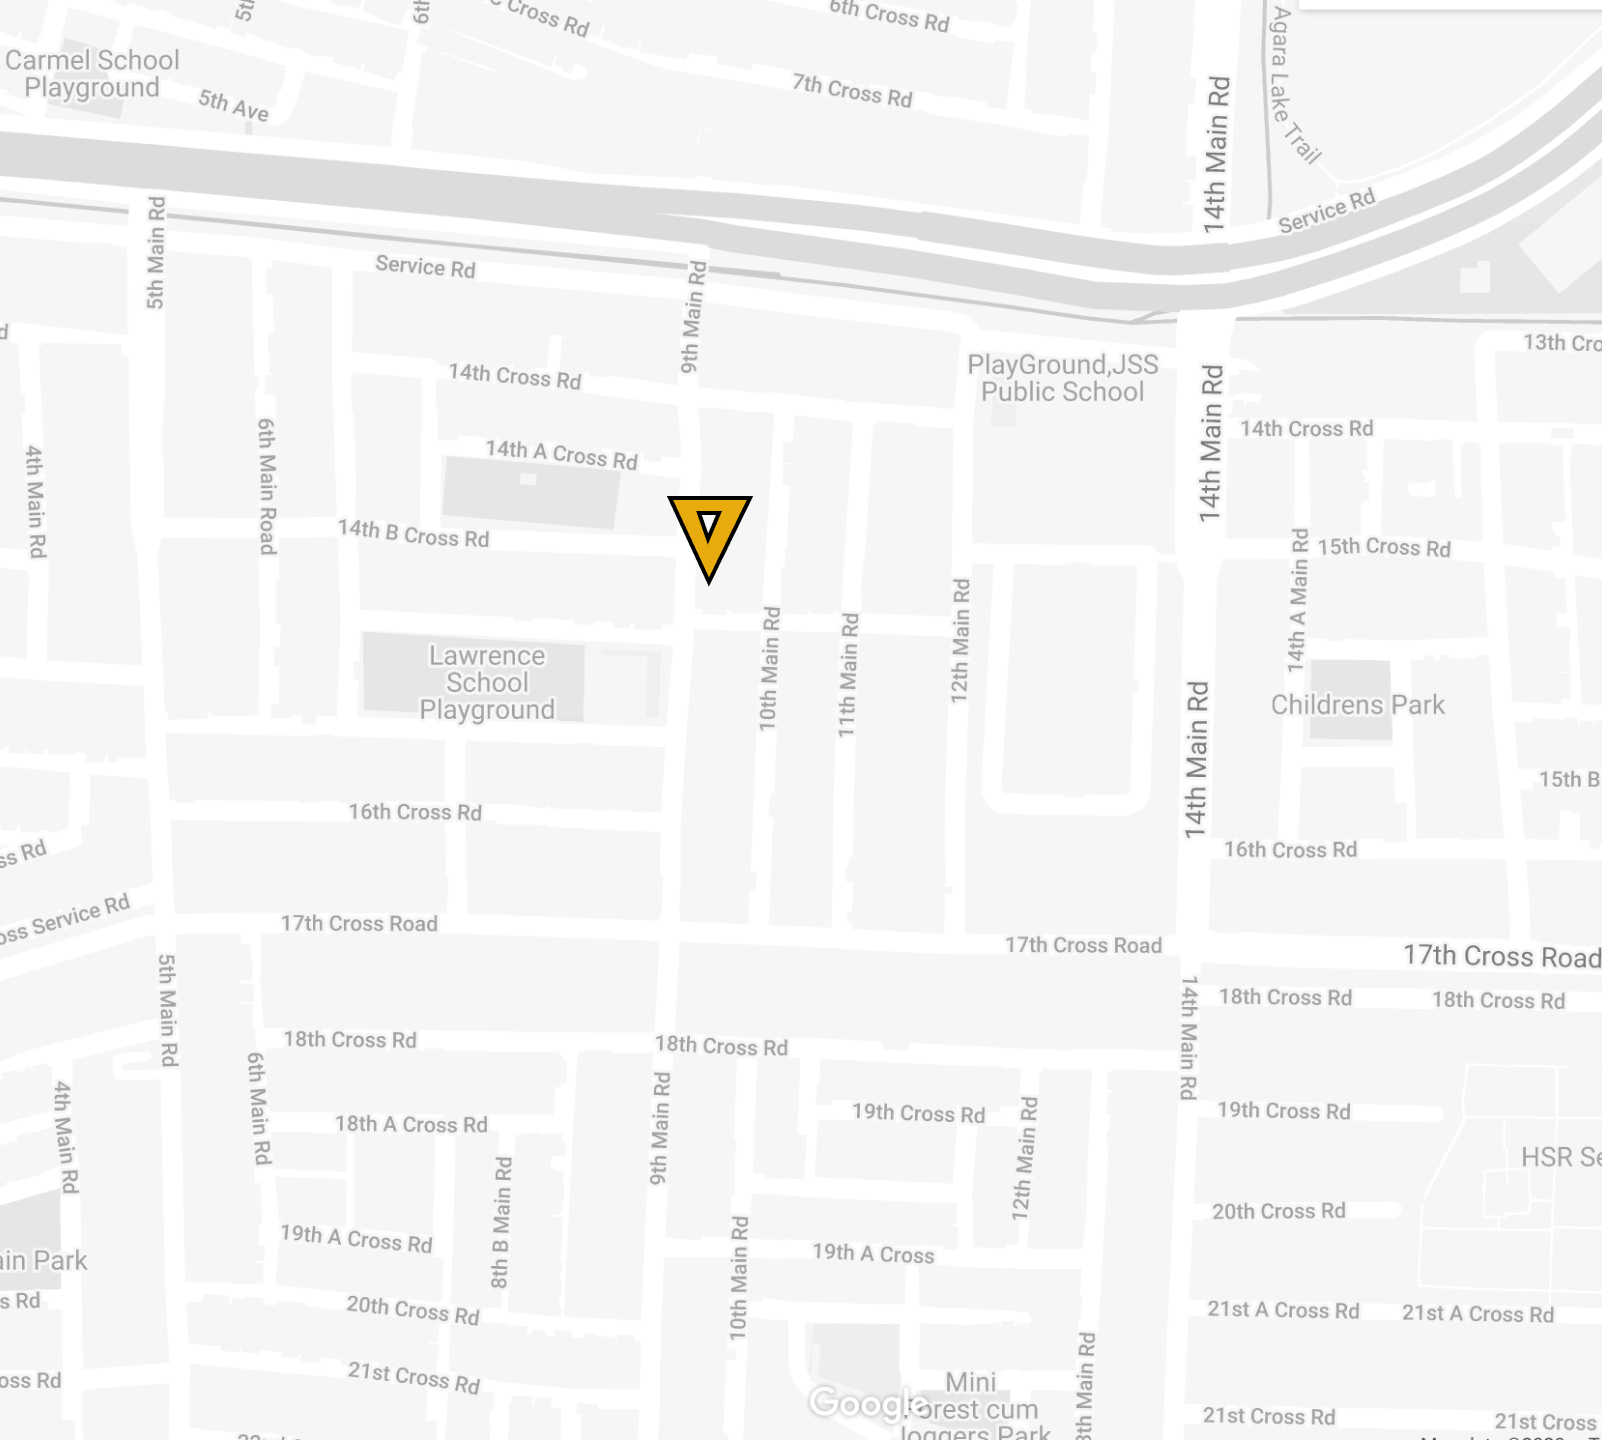 C Cross Rd
6th Cross Rd
Carmel School
Playground
5th Ave
7th Cross Rd
14th Main Rd
Agara Lake Trail
Service Rd
5th Main Rd
Service Rd
9th Main Rd
13th Cro
PlayGround,JSS
Public School
14th Cross Rd
14th Main Rd
14th Cross Rd
4th Main Rd
6th Main Road
14th A Cross Rd
14th B Cross Rd
15th Cross Rd
14th A Main Rd
10th Main Rd
11th Main Rd
12th Main Rd
Lawrence
School
Playground
14th Main Rd
Childrens Park
15th B
16th Cross Rd
ss Rd
16th Cross Rd
oss Service Rd
17th Cross Road
17th Cross Road
17th Cross Road
5th Main Rd
14th Main Rd
18th Cross Rd
18th Cross Rd
18th Cross Rd
18th Cross Rd
6th Main Rd
4th Main Rd
9th Main Rd
18th A Cross Rd
19th Cross Rd
12th Main Rd
19th Cross Rd
HSR Se
8th B Main Rd
20th Cross Rd
19th A Cross Rd
10th Main Rd
19th A Cross
ain Park
s Rd
20th Cross Rd
21st A Cross Rd
21st A Cross Rd
oss Rd
21st Cross Rd
Mini
Forest cum
Joggers Park
Google
8th Main Rd
21st Cross Rd
21st Cross